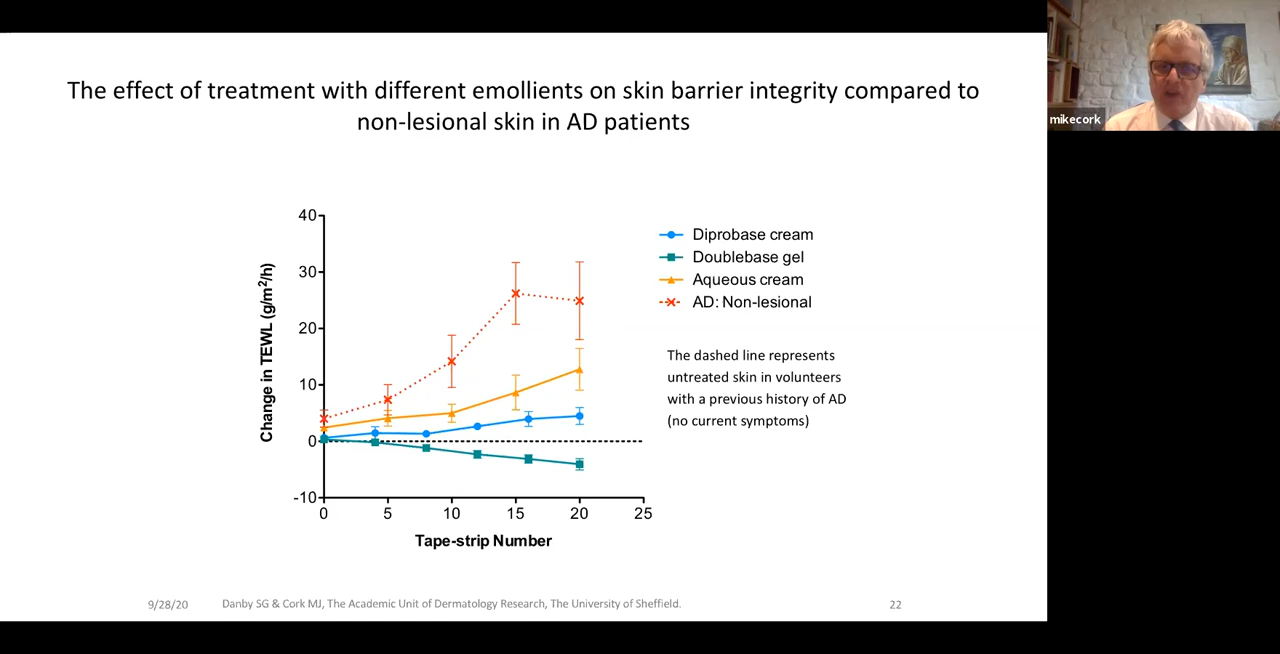 The effect of treatment with different emollients on skin barrier integrity compared to
non-lesional skin in AD patients
mikecork
40
30
20
10
0
-10
Change in TEWL (g/m²/h)
0 5 10 15 20 25
Tape-strip Number
Diprobase cream
Doublebase gel
Aqueous cream
AD: Non-lesional
The dashed line represents
untreated skin in volunteers
with a previous history of AD
(no current symptoms)
9/28/20 Danby SG & Cork MJ, The Academic Unit of Dermatology Research, The University of Sheffield. 22